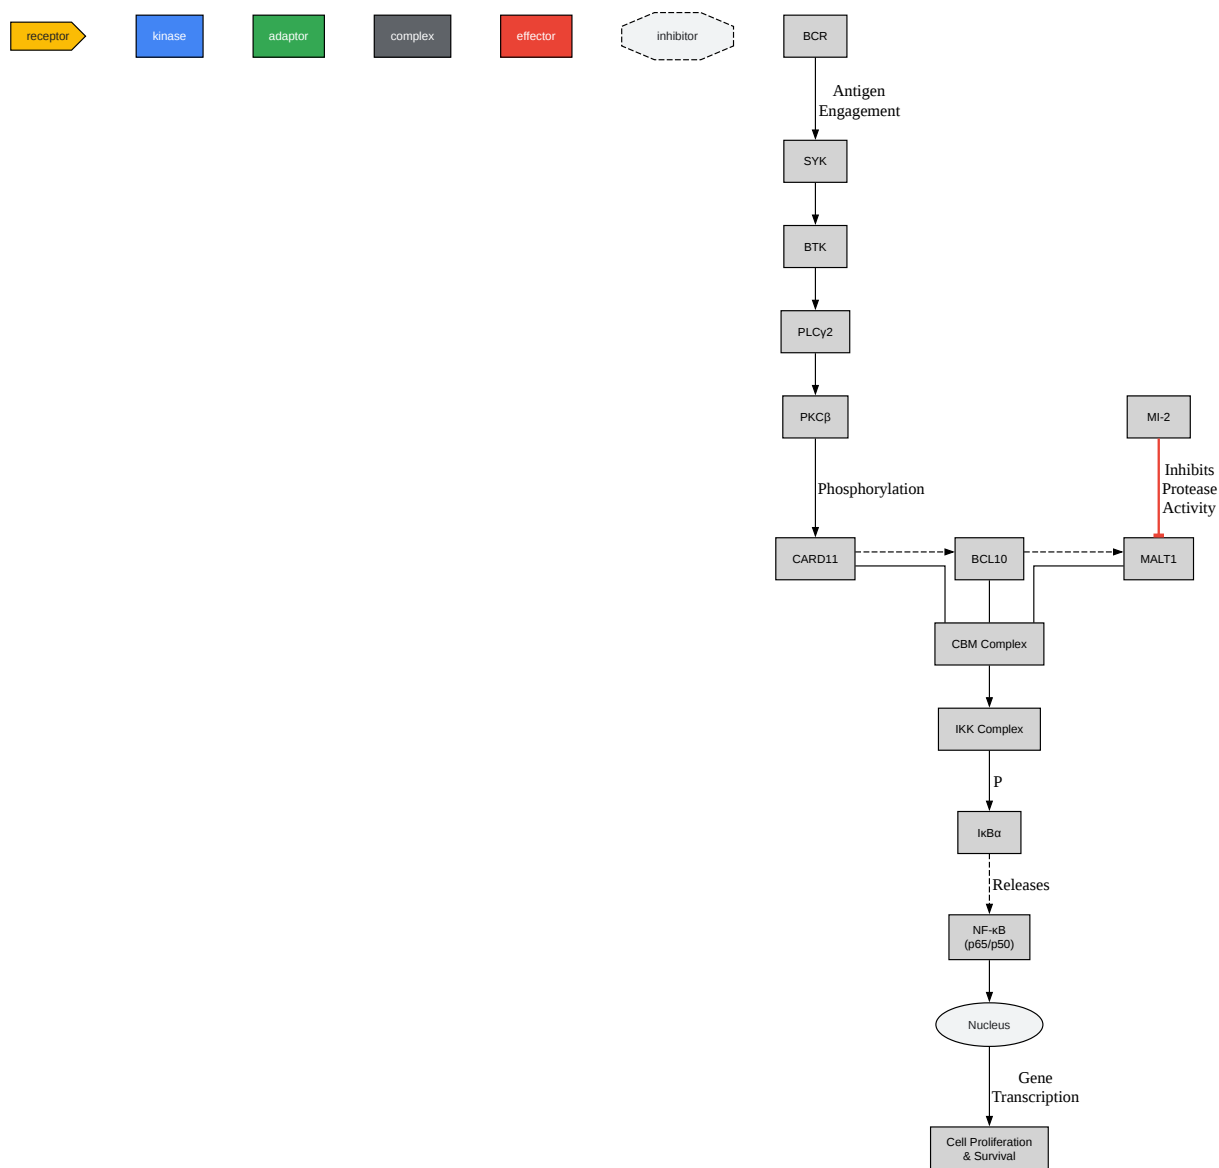 receptor
kinase
adaptor
complex
effector
inhibitor
BCR
Antigen
Engagement
SYK
BTK
PLCγ2
PKCβ
MI-2
Phosphorylation
Inhibits
Protease
Activity
CARD11
BCL10
MALT1
CBM Complex
IKK Complex
P
IκBα
Releases
NF-κB
(p65/p50)
Nucleus
Gene
Transcription
Cell Proliferation
& Survival